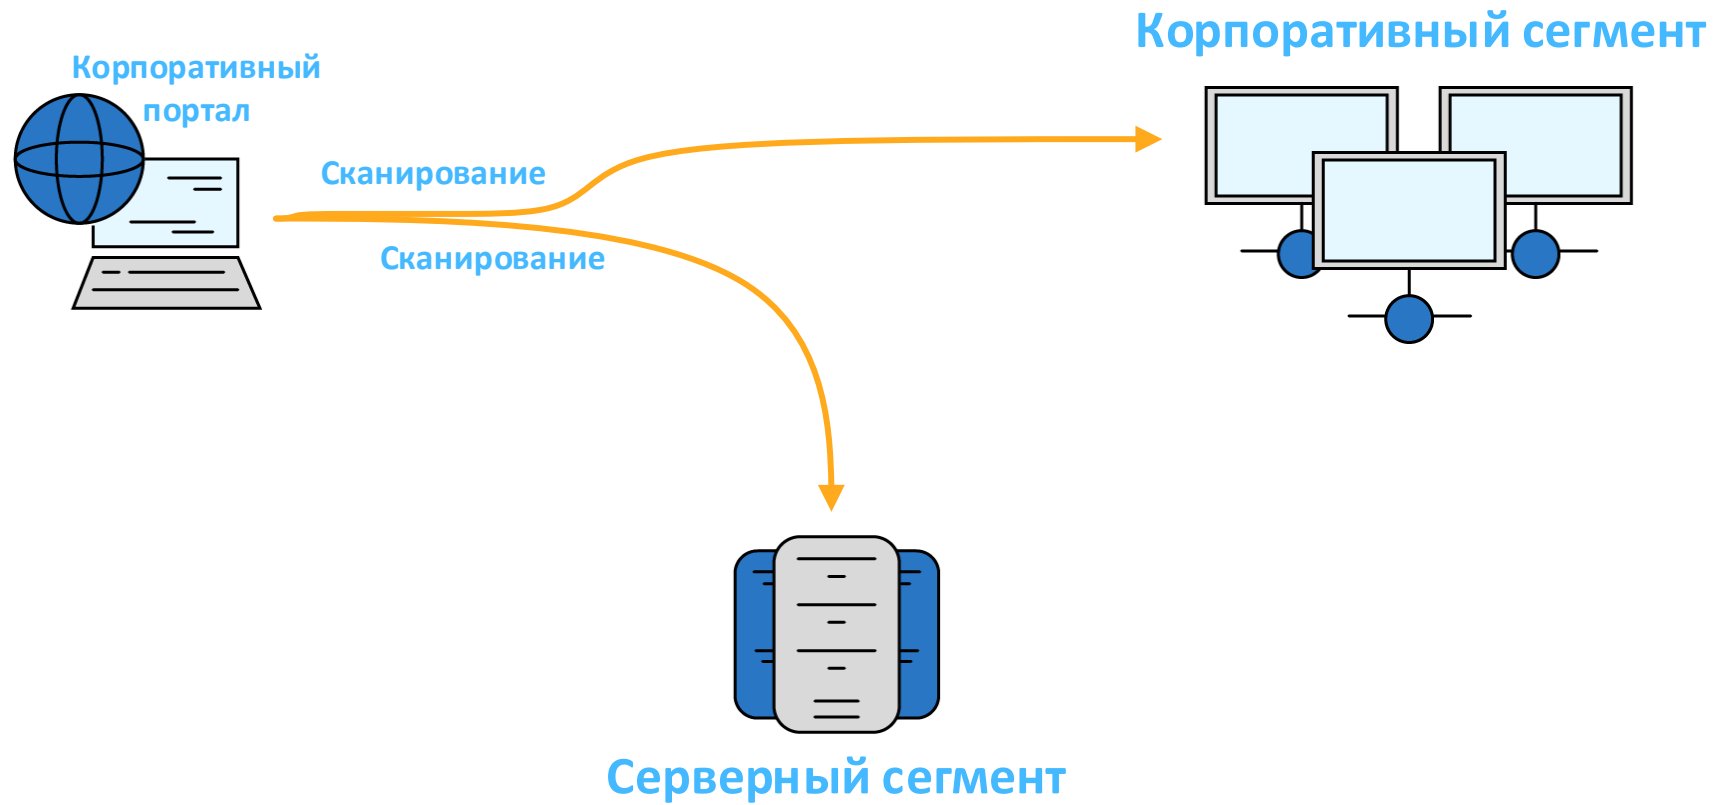 Корпоративный сегмент
Корпоративный
портал
Сканирование
Сканирование
Серверный сегмент